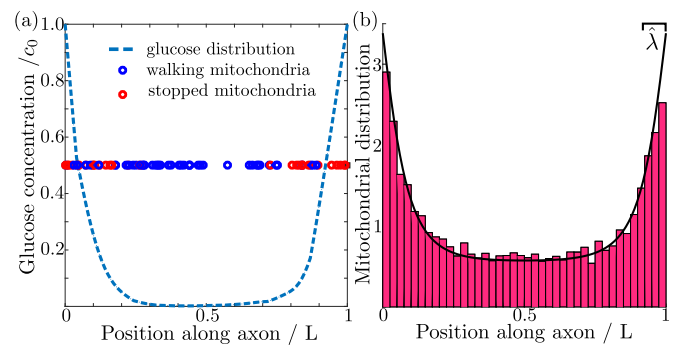 (a)
1.0
0.8
0.6
0.4
0.2
Glucose concentration /c₀
glucose distribution
walking mitochondria
stopped mitochondria
0
0.5
1
Position along axon / L
(b)
λ̂
3
2
1
Mitochondrial distribution
0
0.5
1
Position along axon / L